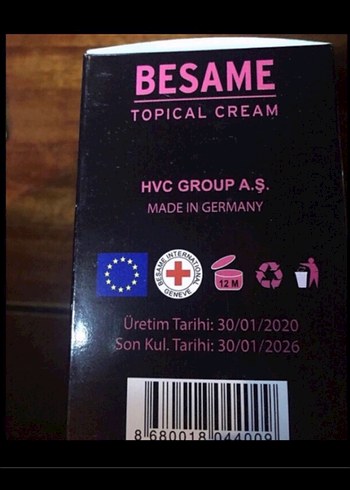 BESAME
TOPICAL CREAM
HVC GROUP A.Ş.
MADE IN GERMANY
BESAME INTERNATIONAL
GENEVE
12 M
Üretim Tarihi: 30/01/2020
Son Kul. Tarihi: 30/01/2026
8 680018 044009